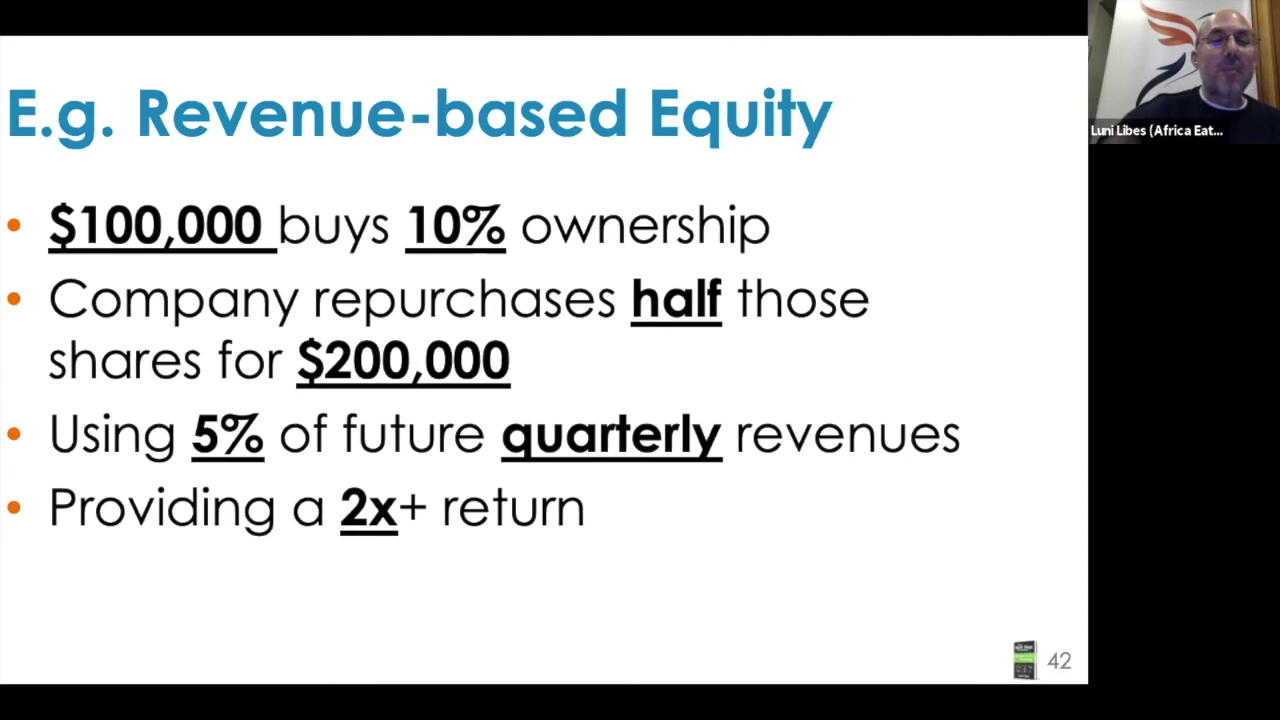 E.g. Revenue-based Equity
Luni Libes (Africa Eat...
• $100,000 buys 10% ownership
• Company repurchases half those
shares for $200,000
• Using 5% of future quarterly revenues
• Providing a 2x+ return
42